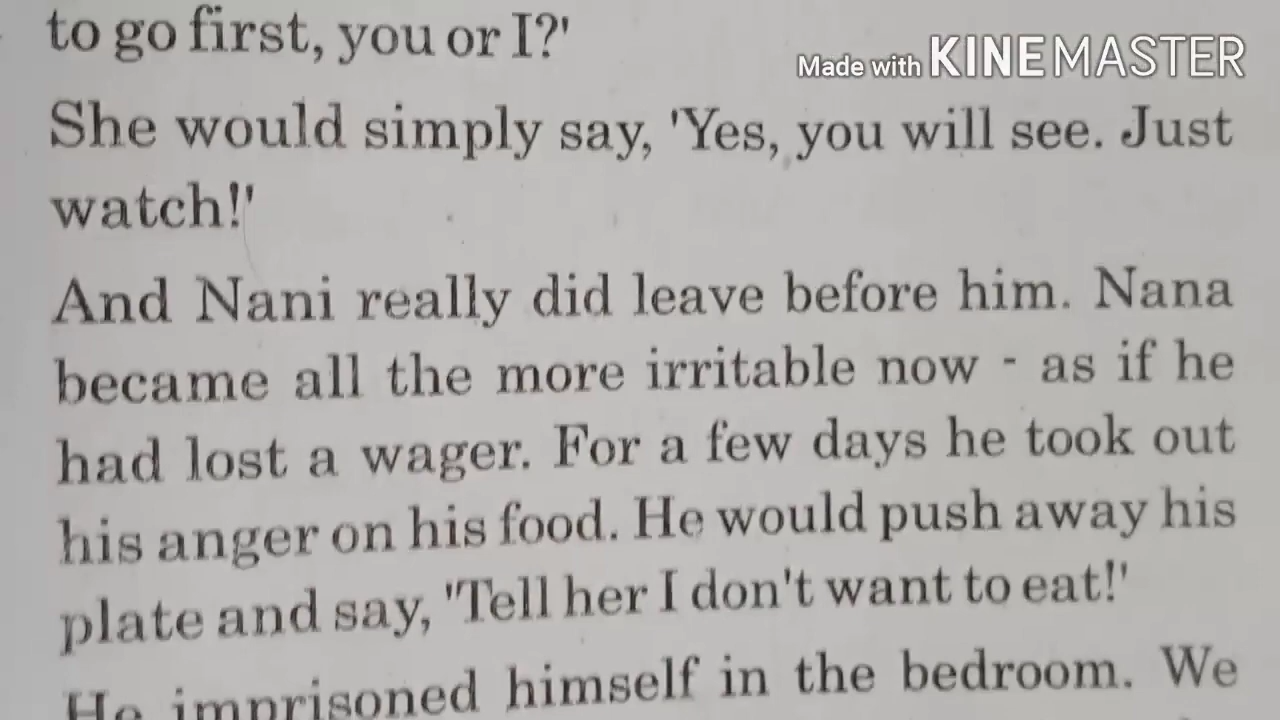 to go first, you or I?'
Made with KINEMASTER
She would simply say, 'Yes, you will see. Just
watch!'
And Nani really did leave before him. Nana
became all the more irritable now - as if he
had lost a wager. For a few days he took out
his anger on his food. He would push away his
plate and say, 'Tell her I don't want to eat!'
He imprisoned himself in the bedroom. We